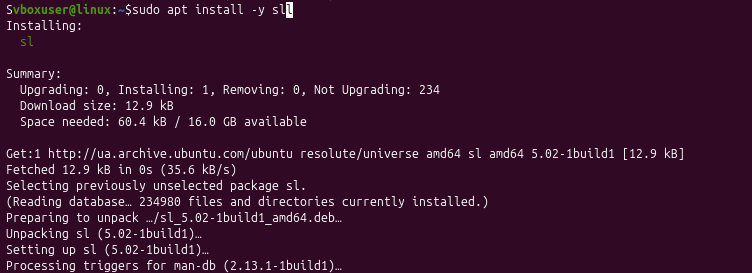 Svboxuser@linux:~$sudo apt install -y sll
Installing:
  sl

Summary:
  Upgrading: 0, Installing: 1, Removing: 0, Not Upgrading: 234
  Download size: 12.9 kB
  Space needed: 60.4 kB / 16.0 GB available

Get:1 http://ua.archive.ubuntu.com/ubuntu resolute/universe amd64 sl amd64 5.02-1build1 [12.9 kB]
Fetched 12.9 kB in 0s (35.6 kB/s)
Selecting previously unselected package sl.
(Reading database… 234980 files and directories currently installed.)
Preparing to unpack …/sl_5.02-1build1_amd64.deb…
Unpacking sl (5.02-1build1)…
Setting up sl (5.02-1build1)…
Processing triggers for man-db (2.13.1-1build1)…